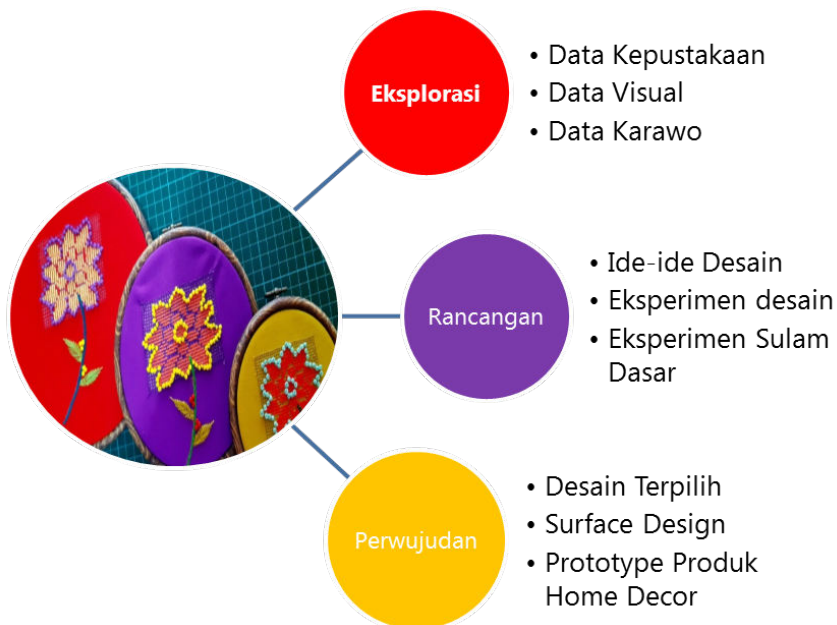 Eksplorasi
• Data Kepustakaan
• Data Visual
• Data Karawo
Rancangan
• Ide-ide Desain
• Eksperimen desain
• Eksperimen Sulam
Dasar
Perwujudan
• Desain Terpilih
• Surface Design
• Prototype Produk
Home Decor